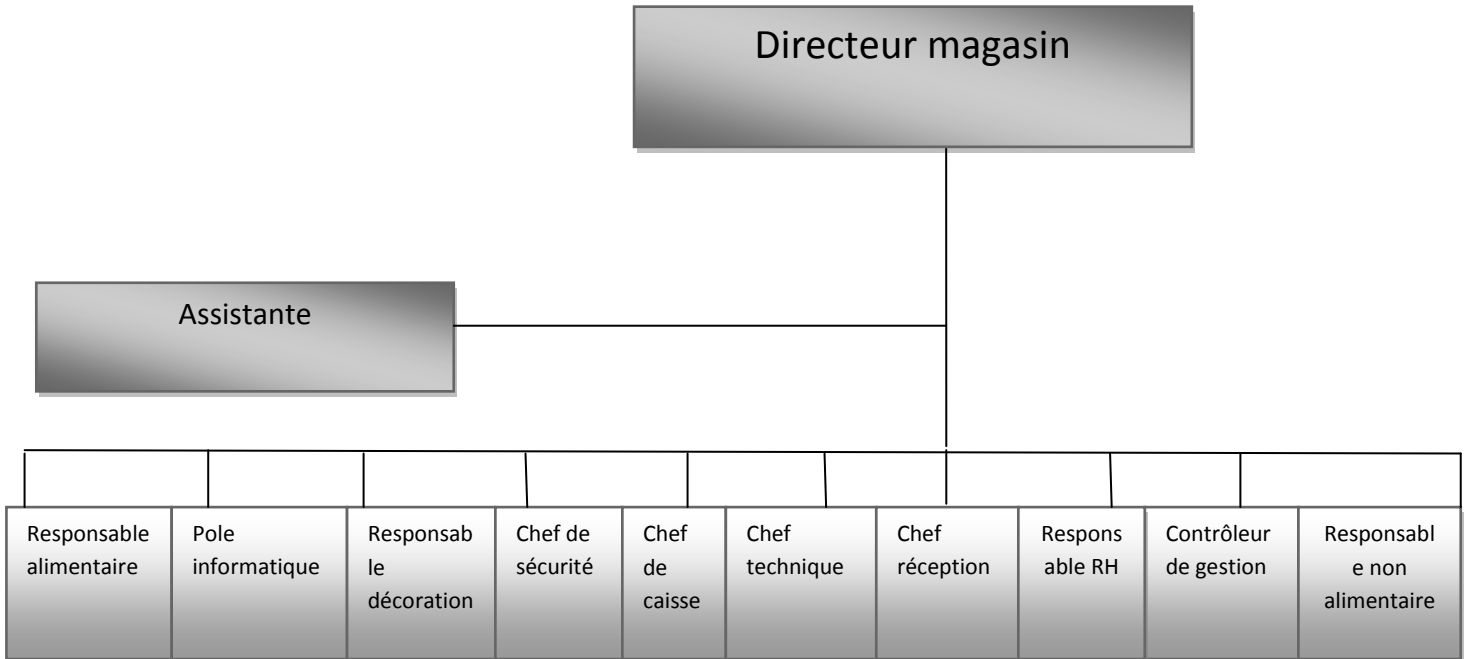 Directeur magasin
Assistante
Responsable
alimentaire
Pole
informatique
Responsab
le
décoration
Chef de
sécurité
Chef
de
caisse
Chef
technique
Chef
réception
Respons
able RH
Contrôleur
de gestion
Responsabl
e non
alimentaire